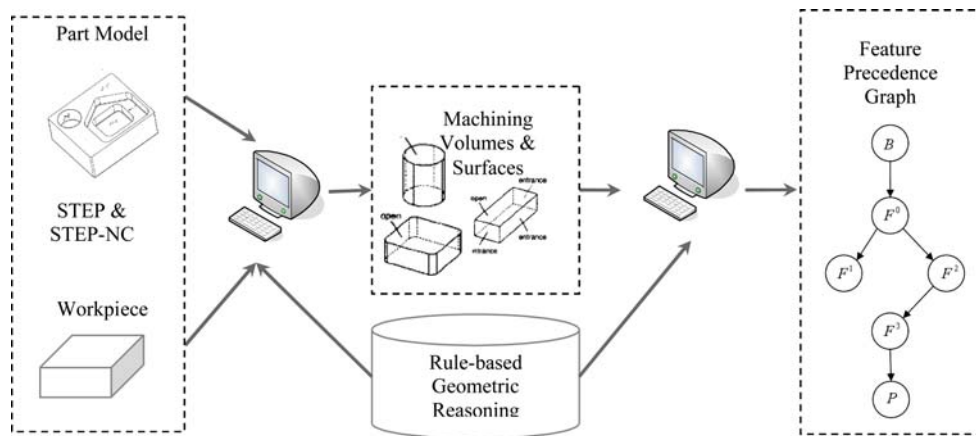 Part Model
STEP &
STEP-NC
Workpiece
Machining
Volumes &
Surfaces
open
open
entrance
entrance
entrance
ntrance
Rule-based
Geometric
Reasoning
Feature
Precedence
Graph
B
F⁰
F¹
F²
F³
P